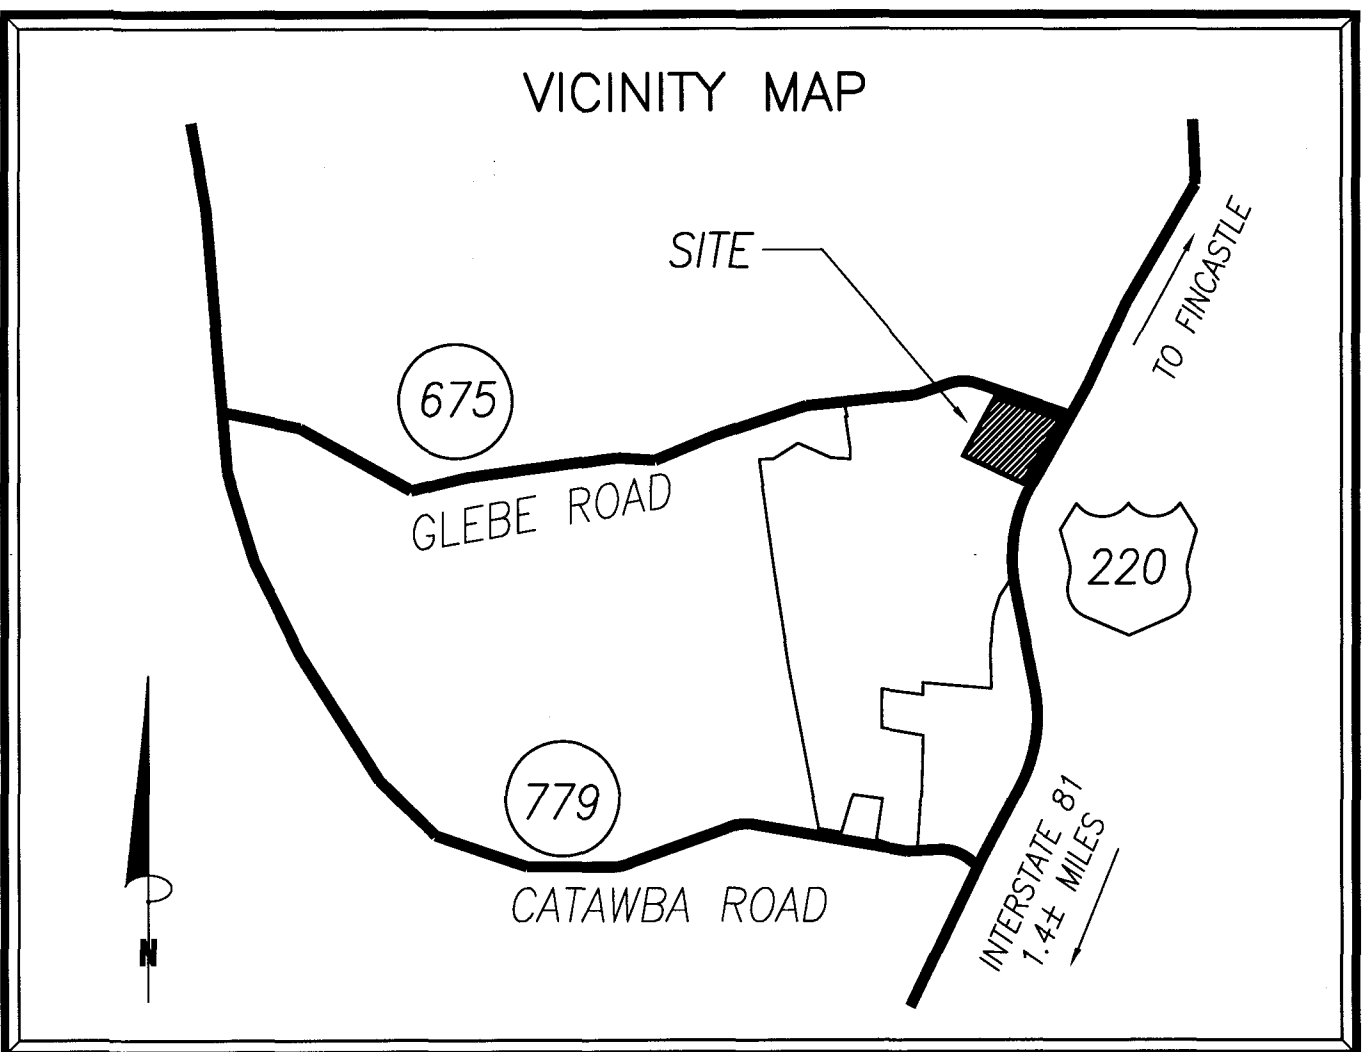 VICINITY MAP
SITE
TO FINCASTLE
675
GLEBE ROAD
220
779
CATAWBA ROAD
INTERSTATE 81
1.4± MILES
N